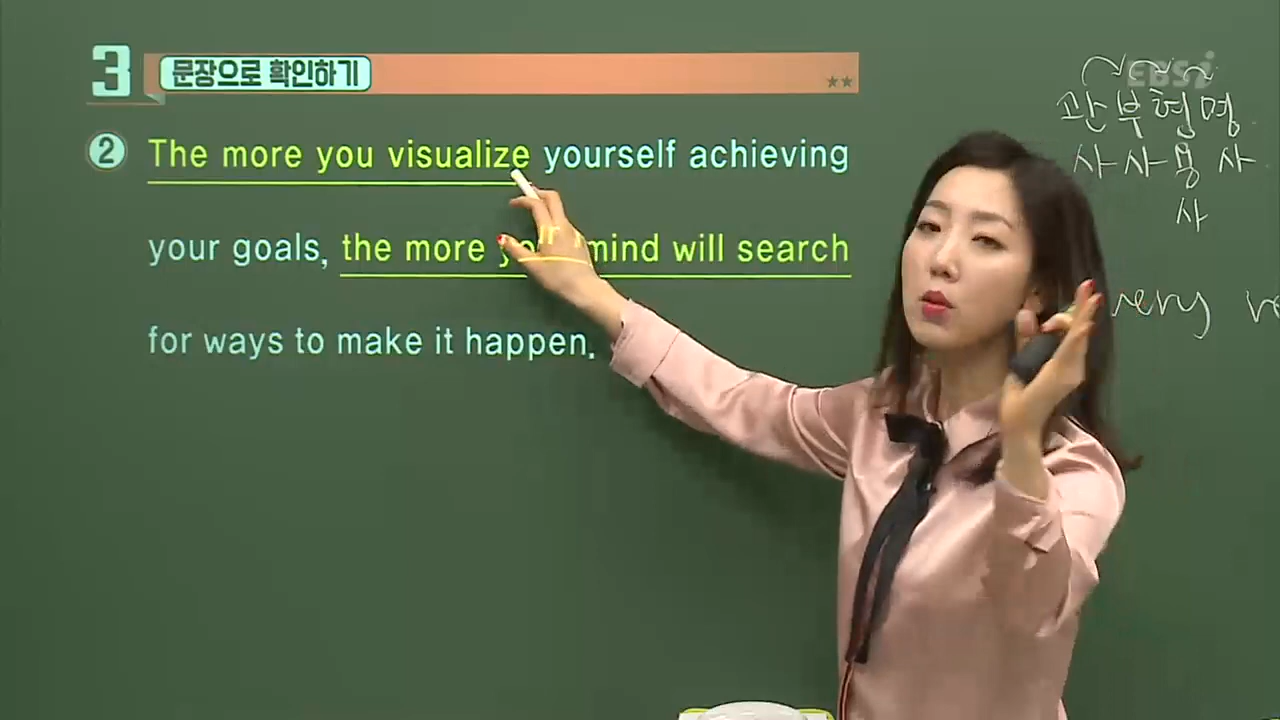 3 문장으로 확인하기
★★
② The more you visualize yourself achieving
your goals, the more your mind will search
for ways to make it happen.
EBSi
관 부 형 명
사 사 용 사
사
very